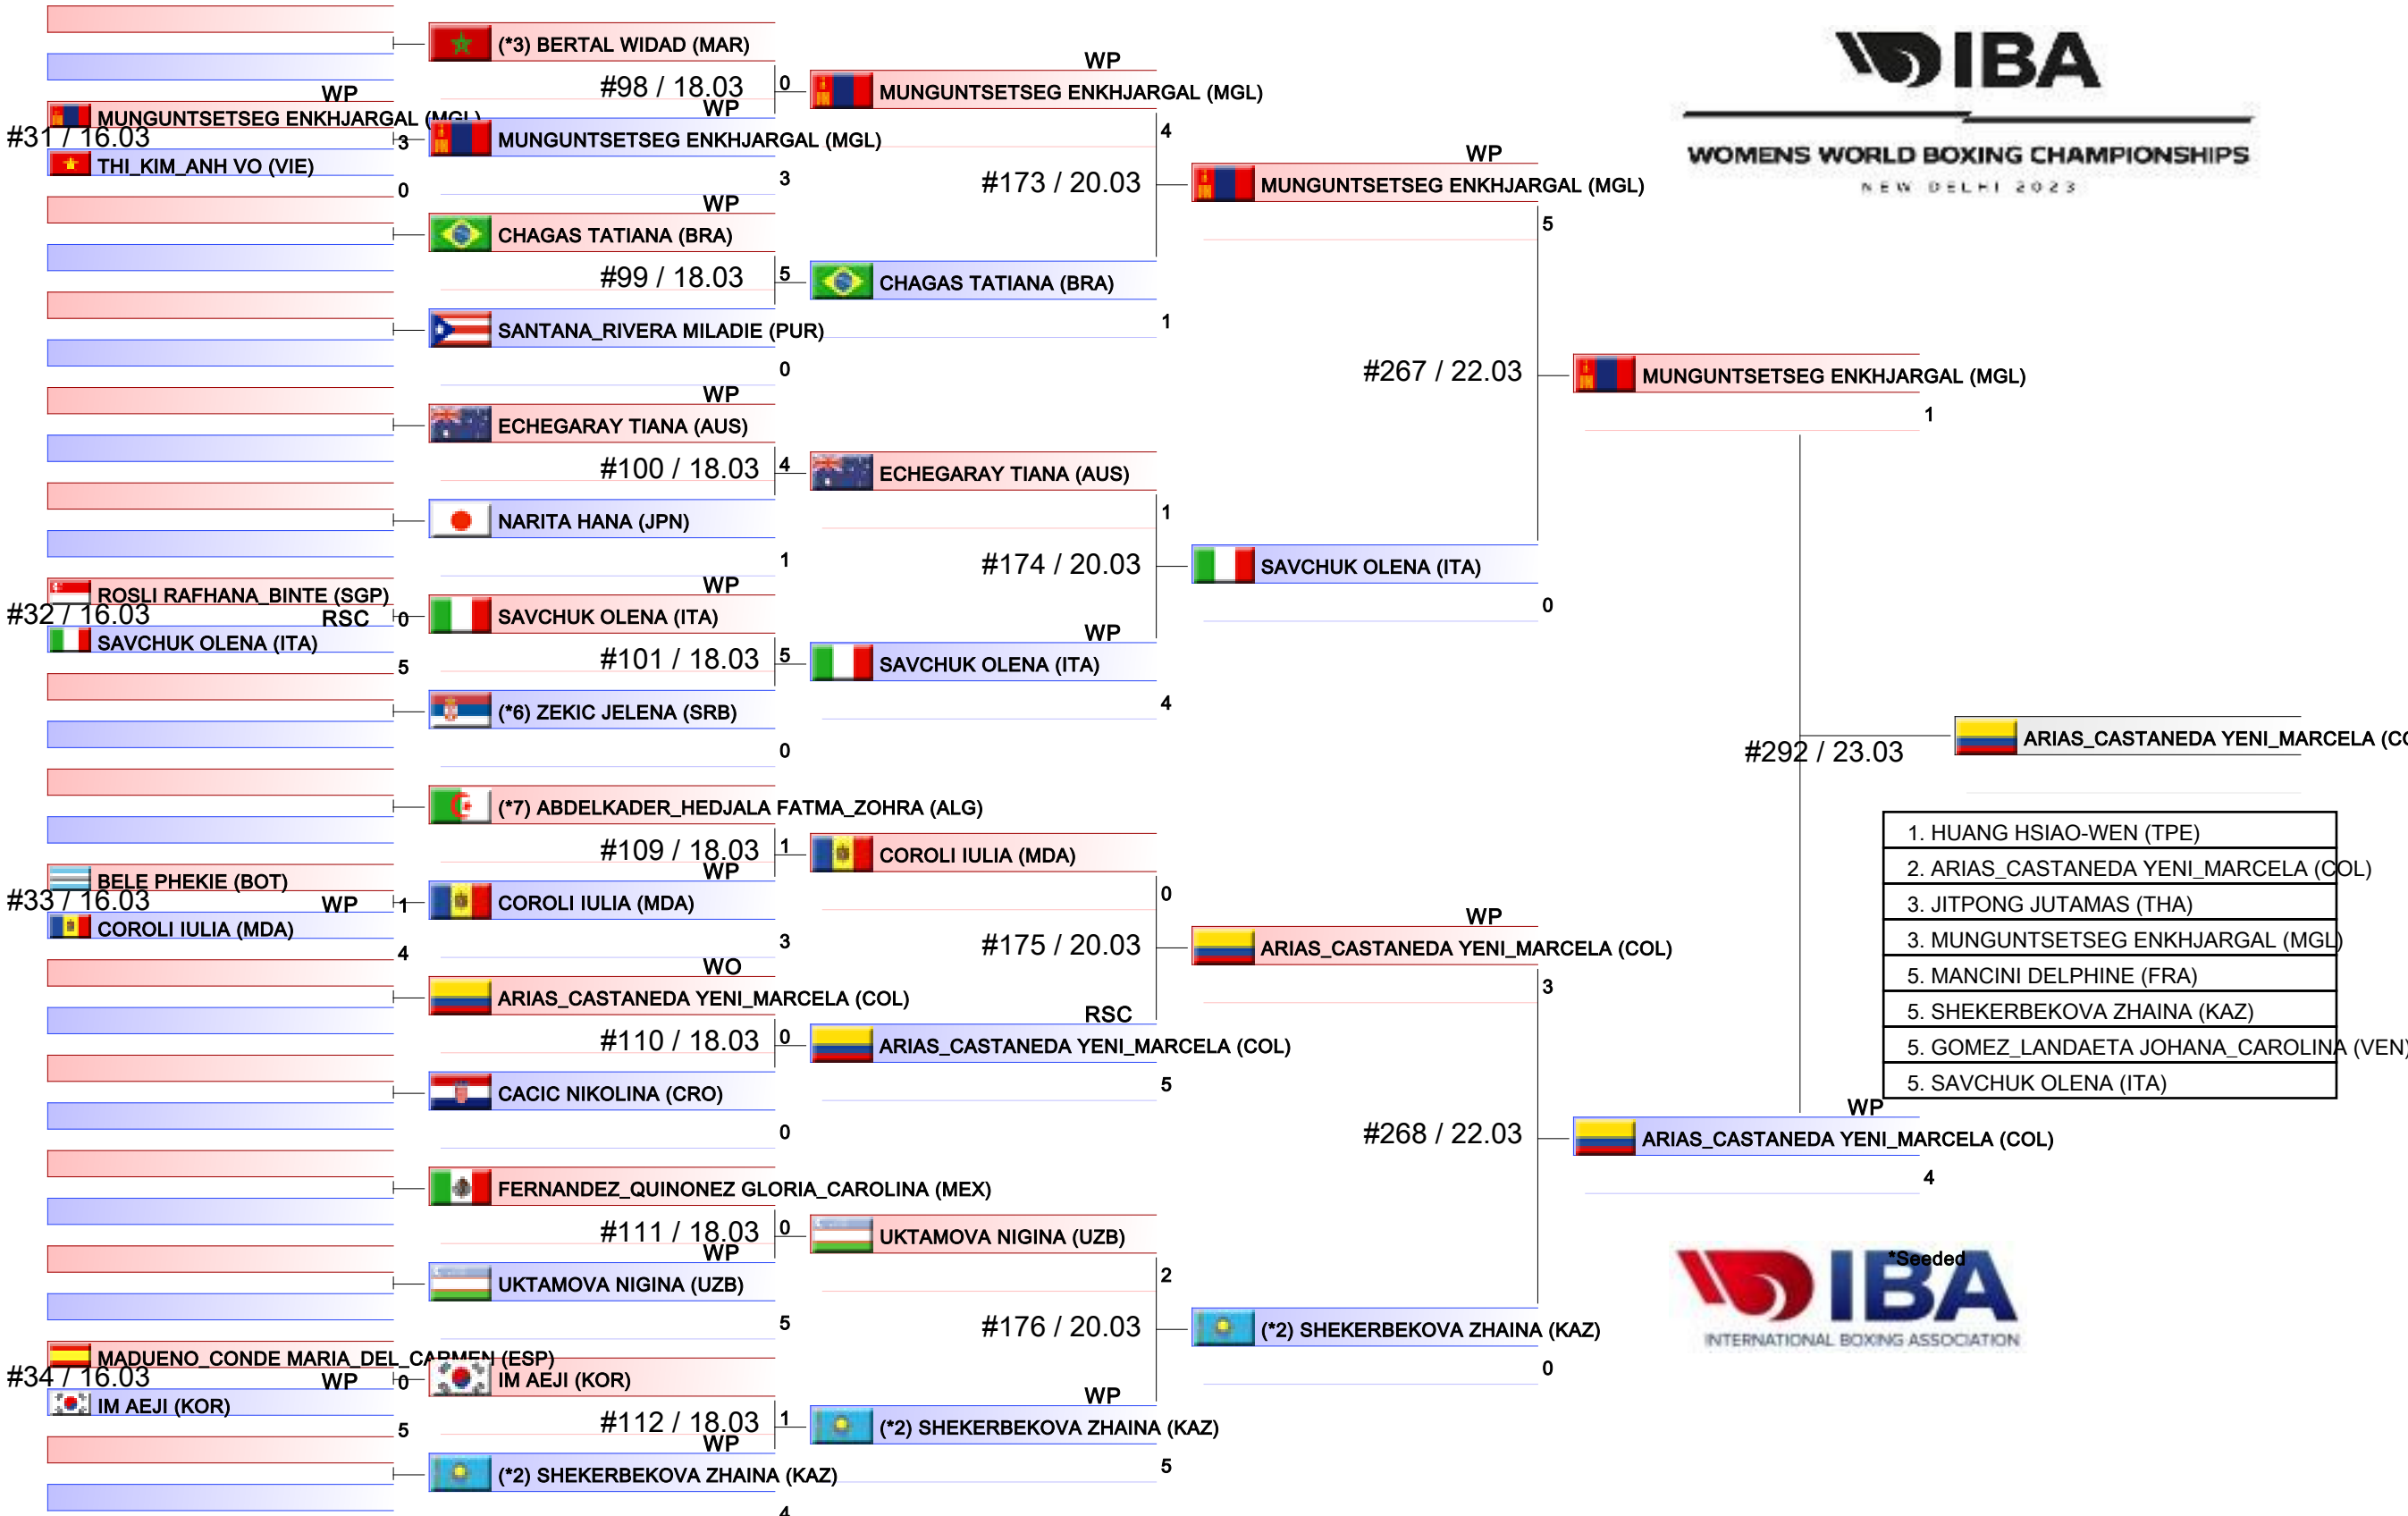 IBA
WOMENS WORLD BOXING CHAMPIONSHIPS
NEW DELHI 2023
WP
MUNGUNTSETSEG ENKHJARGAL (MGL)
#31 / 16.03
3
THI_KIM_ANH VO (VIE)
0
ROSLI RAFHANA_BINTE (SGP)
#32 / 16.03
RSC
0
SAVCHUK OLENA (ITA)
5
BELE PHEKIE (BOT)
#33 / 16.03
WP
1
COROLI IULIA (MDA)
4
MADUENO_CONDE MARIA_DEL_CARMEN (ESP)
#34 / 16.03
WP
0
IM AEJI (KOR)
5
(*3) BERTAL WIDAD (MAR)
#98 / 18.03
0
WP
MUNGUNTSETSEG ENKHJARGAL (MGL)
3
WP
CHAGAS TATIANA (BRA)
#99 / 18.03
5
SANTANA_RIVERA MILADIE (PUR)
0
WP
ECHEGARAY TIANA (AUS)
#100 / 18.03
4
NARITA HANA (JPN)
1
WP
SAVCHUK OLENA (ITA)
#101 / 18.03
5
(*6) ZEKIC JELENA (SRB)
0
(*7) ABDELKADER_HEDJALA FATMA_ZOHRA (ALG)
#109 / 18.03
1
WP
COROLI IULIA (MDA)
3
WO
ARIAS_CASTANEDA YENI_MARCELA (COL)
#110 / 18.03
0
CACIC NIKOLINA (CRO)
0
FERNANDEZ_QUINONEZ GLORIA_CAROLINA (MEX)
#111 / 18.03
0
WP
UKTAMOVA NIGINA (UZB)
5
IM AEJI (KOR)
#112 / 18.03
1
WP
(*2) SHEKERBEKOVA ZHAINA (KAZ)
4
WP
MUNGUNTSETSEG ENKHJARGAL (MGL)
4
#173 / 20.03
CHAGAS TATIANA (BRA)
1
ECHEGARAY TIANA (AUS)
1
#174 / 20.03
WP
SAVCHUK OLENA (ITA)
4
COROLI IULIA (MDA)
0
#175 / 20.03
RSC
ARIAS_CASTANEDA YENI_MARCELA (COL)
5
UKTAMOVA NIGINA (UZB)
2
#176 / 20.03
WP
(*2) SHEKERBEKOVA ZHAINA (KAZ)
5
WP
MUNGUNTSETSEG ENKHJARGAL (MGL)
5
#267 / 22.03
SAVCHUK OLENA (ITA)
0
WP
ARIAS_CASTANEDA YENI_MARCELA (COL)
3
#268 / 22.03
(*2) SHEKERBEKOVA ZHAINA (KAZ)
0
MUNGUNTSETSEG ENKHJARGAL (MGL)
1
#292 / 23.03
WP
ARIAS_CASTANEDA YENI_MARCELA (COL)
4
ARIAS_CASTANEDA YENI_MARCELA (CO
1. HUANG HSIAO-WEN (TPE)
2. ARIAS_CASTANEDA YENI_MARCELA (COL)
3. JITPONG JUTAMAS (THA)
3. MUNGUNTSETSEG ENKHJARGAL (MGL)
5. MANCINI DELPHINE (FRA)
5. SHEKERBEKOVA ZHAINA (KAZ)
5. GOMEZ_LANDAETA JOHANA_CAROLINA (VEN)
5. SAVCHUK OLENA (ITA)
*Seeded
IBA
INTERNATIONAL BOXING ASSOCIATION